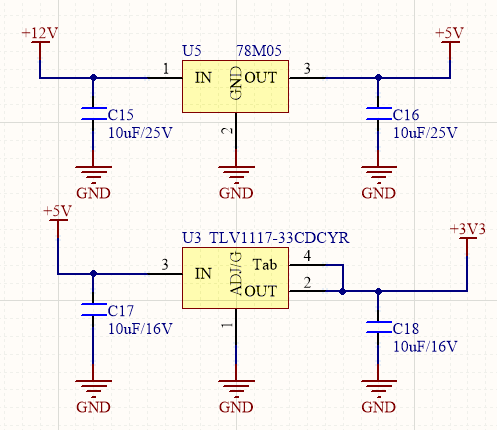 +12V
+5V
U5 78M05
1 IN GND OUT 3
2
C15
10uF/25V
C16
10uF/25V
GND GND GND
+5V
+3V3
U3 TLV1117-33CDCYR
3 IN ADJ/G Tab 4
OUT 2
1
C17
10uF/16V
C18
10uF/16V
GND GND GND